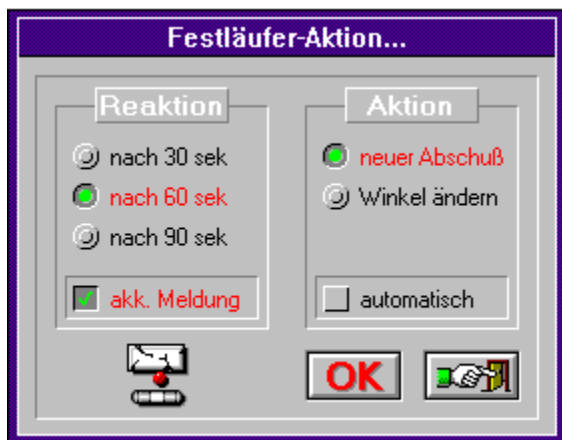 Festläufer-Aktion...
Reaktion
nach 30 sek
nach 60 sek
nach 90 sek
akk. Meldung
Aktion
neuer Abschuß
Winkel ändern
automatisch
OK